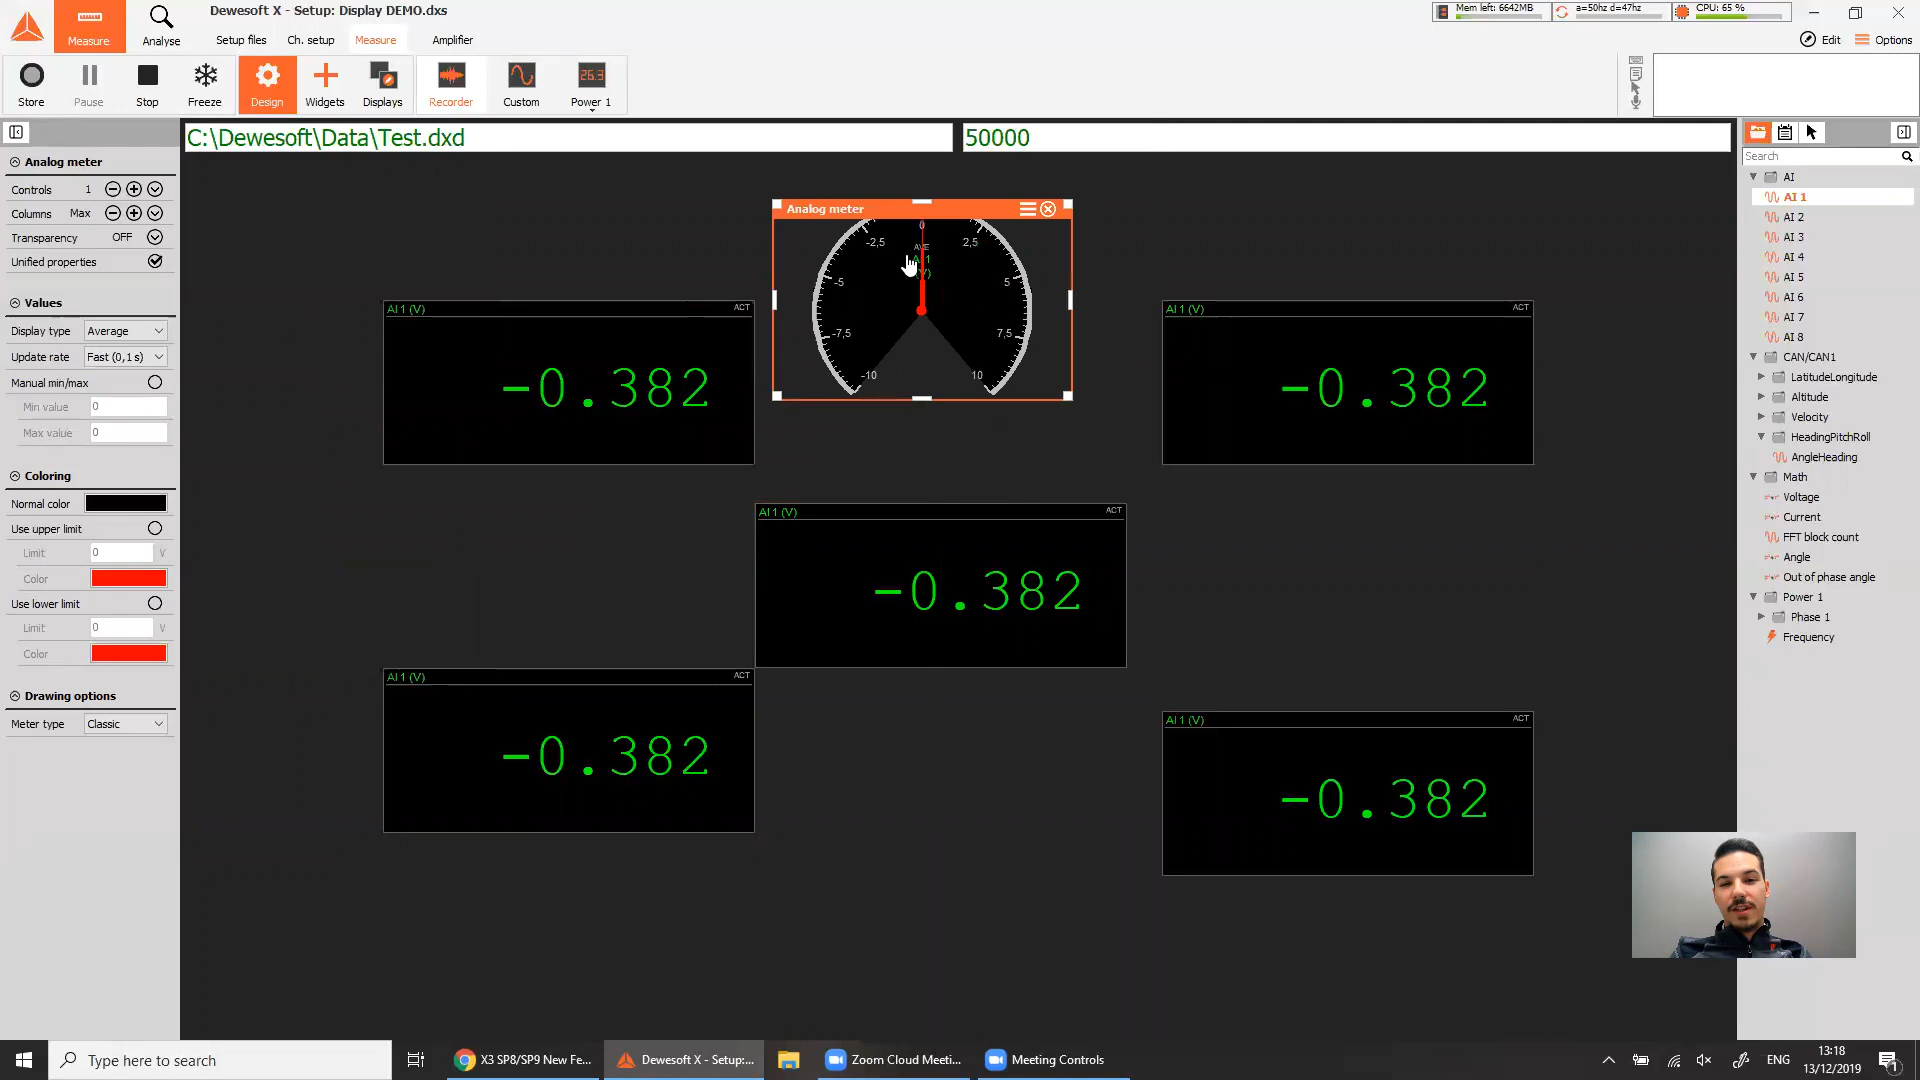 Dewesoft X - Setup: Display DEMO.dxs
Mem left: 6642MB
a=50hz d=47hz
CPU: 65 %
Measure
Analyse
Setup files
Ch. setup
Measure
Amplifier
Edit
Options
Store
Pause
Stop
Freeze
Design
Widgets
Displays
Recorder
Custom
26.3
Power 1
C:\Dewesoft\Data\Test.dxd
50000
Analog meter
Controls 1
Columns Max
Transparency OFF
Unified properties
Values
Display type Average
Update rate Fast (0,1 s)
Manual min/max
Min value 0
Max value 0
Coloring
Normal color
Use upper limit
Limit 0 V
Color
Use lower limit
Limit 0 V
Color
Drawing options
Meter type Classic
Analog meter
0
-2,5
2,5
AVE
-5
5
-7,5
7,5
-10
10
AI 1 (V) ACT
-0.382
AI 1 (V) ACT
-0.382
AI 1 (V) ACT
-0.382
AI 1 (V) ACT
-0.382
AI 1 (V) ACT
-0.382
Search
AI
AI 1
AI 2
AI 3
AI 4
AI 5
AI 6
AI 7
AI 8
CAN/CAN1
LatitudeLongitude
Altitude
Velocity
HeadingPitchRoll
AngleHeading
Math
Voltage
Current
FFT block count
Angle
Out of phase angle
Power 1
Phase 1
Frequency
Type here to search
X3 SP8/SP9 New Fe...
Dewesoft X - Setup:...
Zoom Cloud Meeti...
Meeting Controls
ENG
13:18
13/12/2019
1